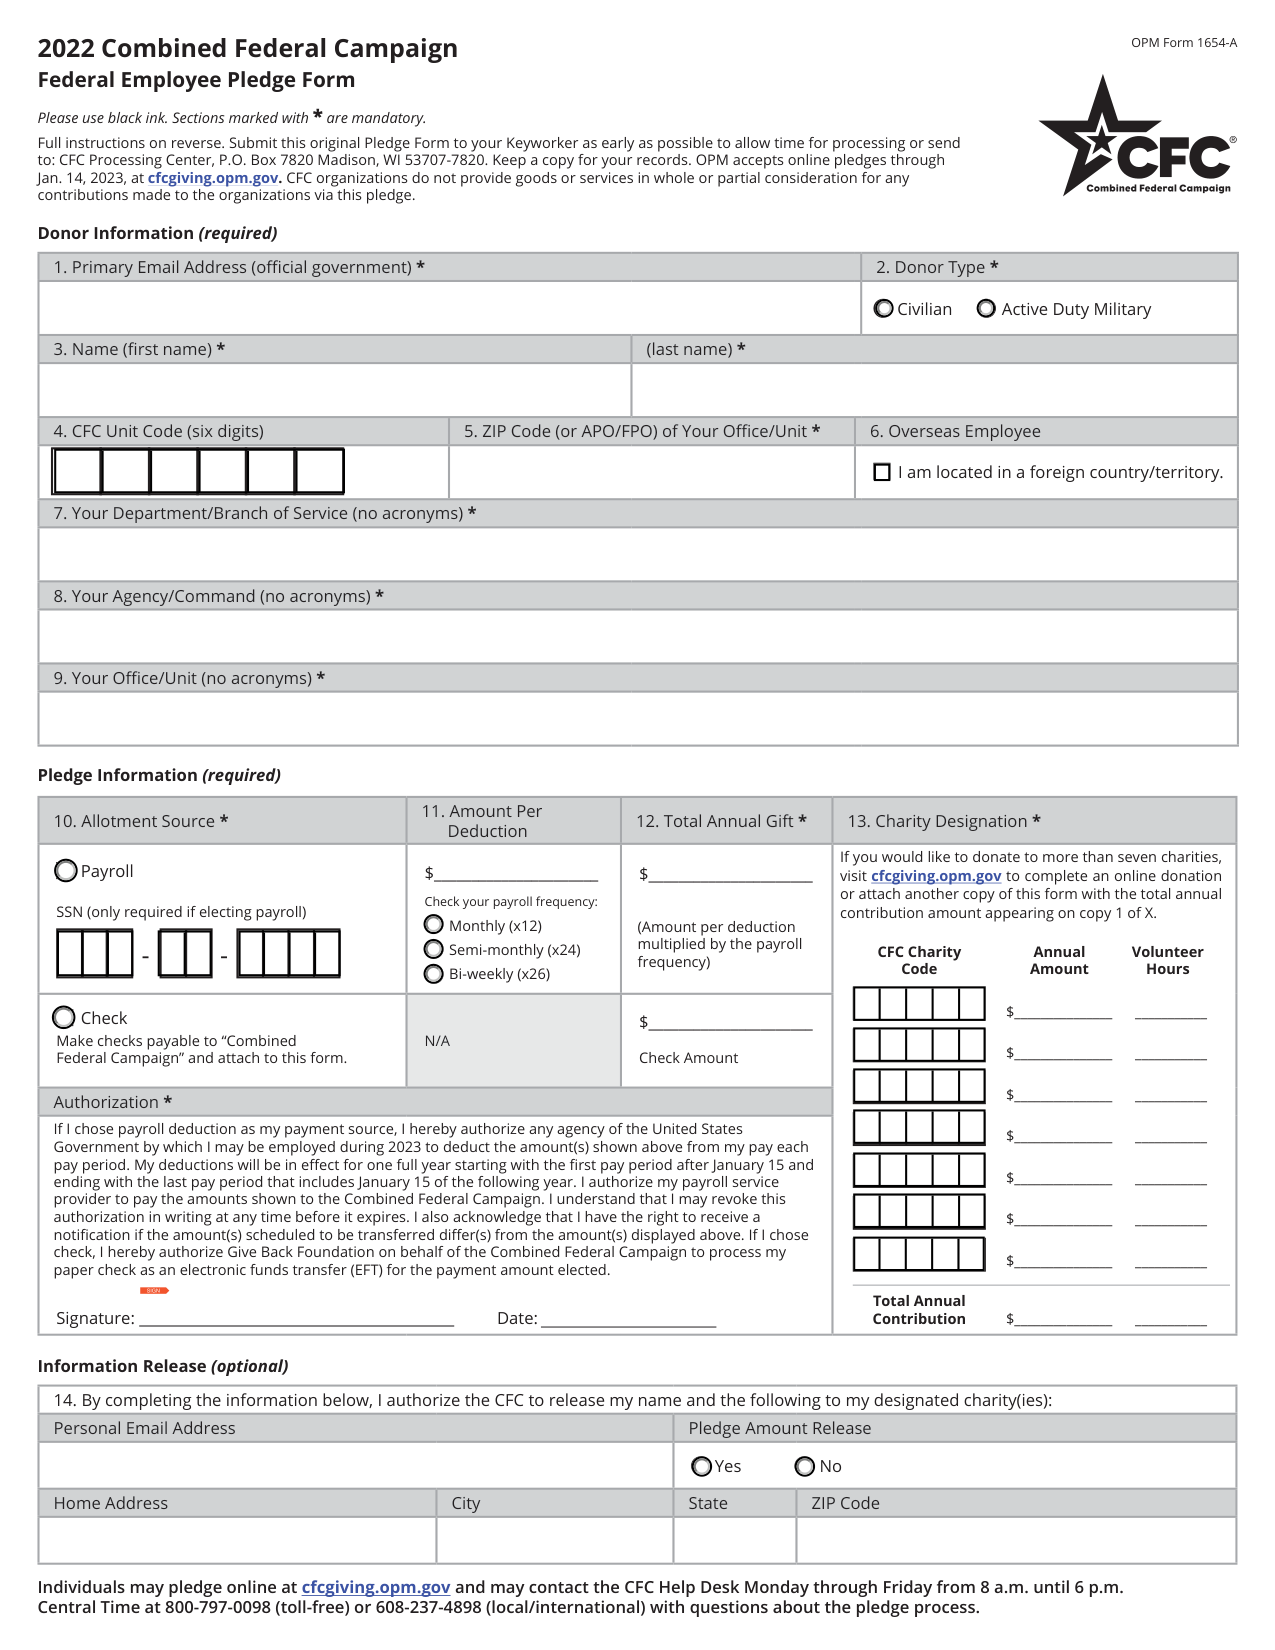 2022 Combined Federal Campaign
OPM Form 1654-A
Federal Employee Pledge Form
Please use black ink. Sections marked with * are mandatory.
Full instructions on reverse. Submit this original Pledge Form to your Keyworker as early as possible to allow time for processing or send
to: CFC Processing Center, P.O. Box 7820 Madison, WI 53707-7820. Keep a copy for your records. OPM accepts online pledges through
Jan. 14, 2023, at cfcgiving.opm.gov. CFC organizations do not provide goods or services in whole or partial consideration for any
contributions made to the organizations via this pledge.
CFC®
Combined Federal Campaign
Donor Information (required)
1. Primary Email Address (official government) *
2. Donor Type *
Civilian
Active Duty Military
3. Name (first name) *
(last name) *
4. CFC Unit Code (six digits)
5. ZIP Code (or APO/FPO) of Your Office/Unit *
6. Overseas Employee
I am located in a foreign country/territory.
7. Your Department/Branch of Service (no acronyms) *
8. Your Agency/Command (no acronyms) *
9. Your Office/Unit (no acronyms) *
Pledge Information (required)
10. Allotment Source *
11. Amount Per
Deduction
12. Total Annual Gift *
13. Charity Designation *
Payroll
SSN (only required if electing payroll)
- -
$____________________
Check your payroll frequency:
Monthly (x12)
Semi-monthly (x24)
Bi-weekly (x26)
$____________________
(Amount per deduction
multiplied by the payroll
frequency)
Check
Make checks payable to “Combined
Federal Campaign” and attach to this form.
N/A
$____________________
Check Amount
If you would like to donate to more than seven charities,
visit cfcgiving.opm.gov to complete an online donation
or attach another copy of this form with the total annual
contribution amount appearing on copy 1 of X.
CFC Charity
Code
Annual
Amount
Volunteer
Hours
$____________ _________
$____________ _________
$____________ _________
$____________ _________
$____________ _________
$____________ _________
$____________ _________
Total Annual
Contribution
$____________ _________
Authorization *
If I chose payroll deduction as my payment source, I hereby authorize any agency of the United States
Government by which I may be employed during 2023 to deduct the amount(s) shown above from my pay each
pay period. My deductions will be in effect for one full year starting with the first pay period after January 15 and
ending with the last pay period that includes January 15 of the following year. I authorize my payroll service
provider to pay the amounts shown to the Combined Federal Campaign. I understand that I may revoke this
authorization in writing at any time before it expires. I also acknowledge that I have the right to receive a
notification if the amount(s) scheduled to be transferred differ(s) from the amount(s) displayed above. If I chose
check, I hereby authorize Give Back Foundation on behalf of the Combined Federal Campaign to process my
paper check as an electronic funds transfer (EFT) for the payment amount elected.
SIGN
Signature: ____________________ Date: ____________________
Information Release (optional)
14. By completing the information below, I authorize the CFC to release my name and the following to my designated charity(ies):
Personal Email Address
Pledge Amount Release
Yes
No
Home Address
City
State
ZIP Code
Individuals may pledge online at cfcgiving.opm.gov and may contact the CFC Help Desk Monday through Friday from 8 a.m. until 6 p.m.
Central Time at 800-797-0098 (toll-free) or 608-237-4898 (local/international) with questions about the pledge process.